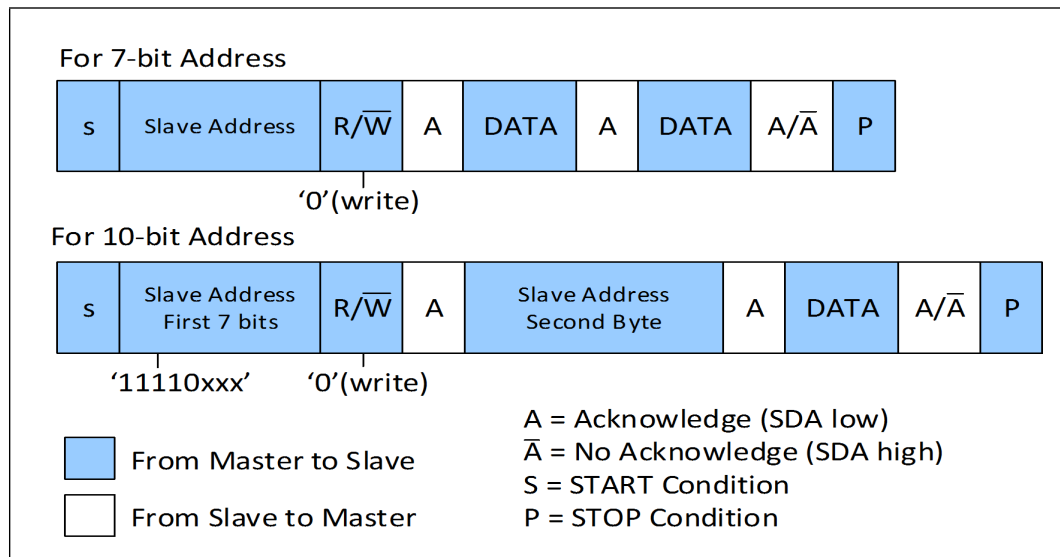 For 7-bit Address
s Slave Address R/W̅ A DATA A DATA A/A̅ P
‘0’(write)
For 10-bit Address
s Slave Address First 7 bits R/W̅ A Slave Address Second Byte A DATA A/A̅ P
‘11110xxx’ ‘0’(write)
From Master to Slave
From Slave to Master
A = Acknowledge (SDA low)
A̅ = No Acknowledge (SDA high)
S = START Condition
P = STOP Condition